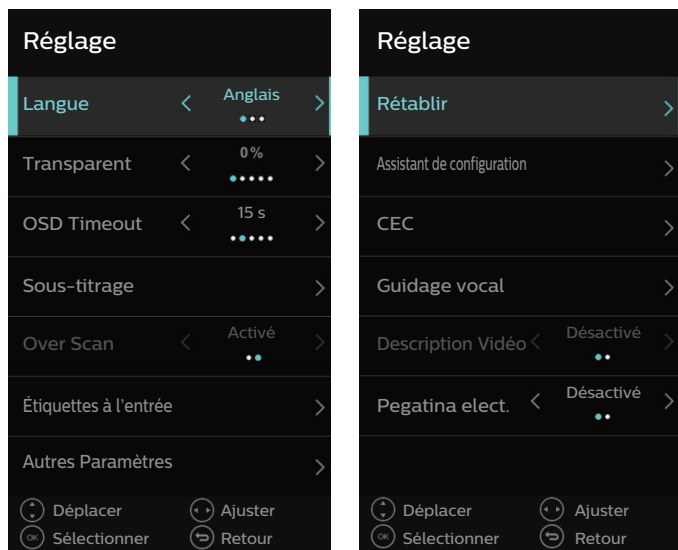 Réglage
Langue
Anglais
Transparent
0%
OSD Timeout
15 s
Sous-titrage
Over Scan
Activé
Étiquettes à l'entrée
Autres Paramètres
Déplacer
Ajuster
OK
Sélectionner
Retour
Réglage
Rétablir
Assistant de configuration
CEC
Guidage vocal
Description Vidéo
Désactivé
Pegatina elect.
Désactivé
Déplacer
Ajuster
OK
Sélectionner
Retour